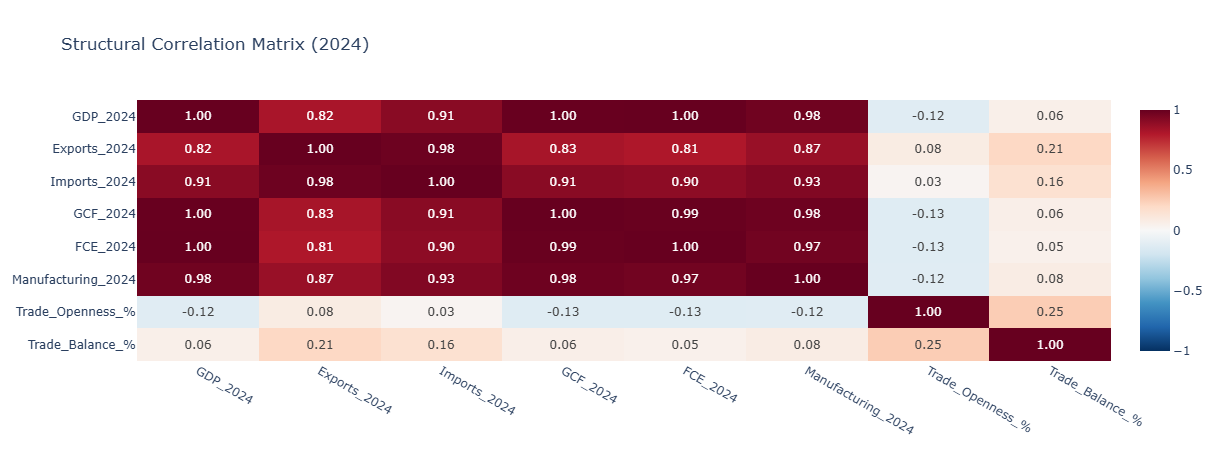 Structural Correlation Matrix (2024)
GDP_2024 1.00 0.82 0.91 1.00 1.00 0.98 -0.12 0.06
Exports_2024 0.82 1.00 0.98 0.83 0.81 0.87 0.08 0.21
Imports_2024 0.91 0.98 1.00 0.91 0.90 0.93 0.03 0.16
GCF_2024 1.00 0.83 0.91 1.00 0.99 0.98 -0.13 0.06
FCE_2024 1.00 0.81 0.90 0.99 1.00 0.97 -0.13 0.05
Manufacturing_2024 0.98 0.87 0.93 0.98 0.97 1.00 -0.12 0.08
Trade_Openness_% -0.12 0.08 0.03 -0.13 -0.13 -0.12 1.00 0.25
Trade_Balance_% 0.06 0.21 0.16 0.06 0.05 0.08 0.25 1.00
GDP_2024 Exports_2024 Imports_2024 GCF_2024 FCE_2024 Manufacturing_2024 Trade_Openness_% Trade_Balance_%
1
0.5
0
−0.5
−1